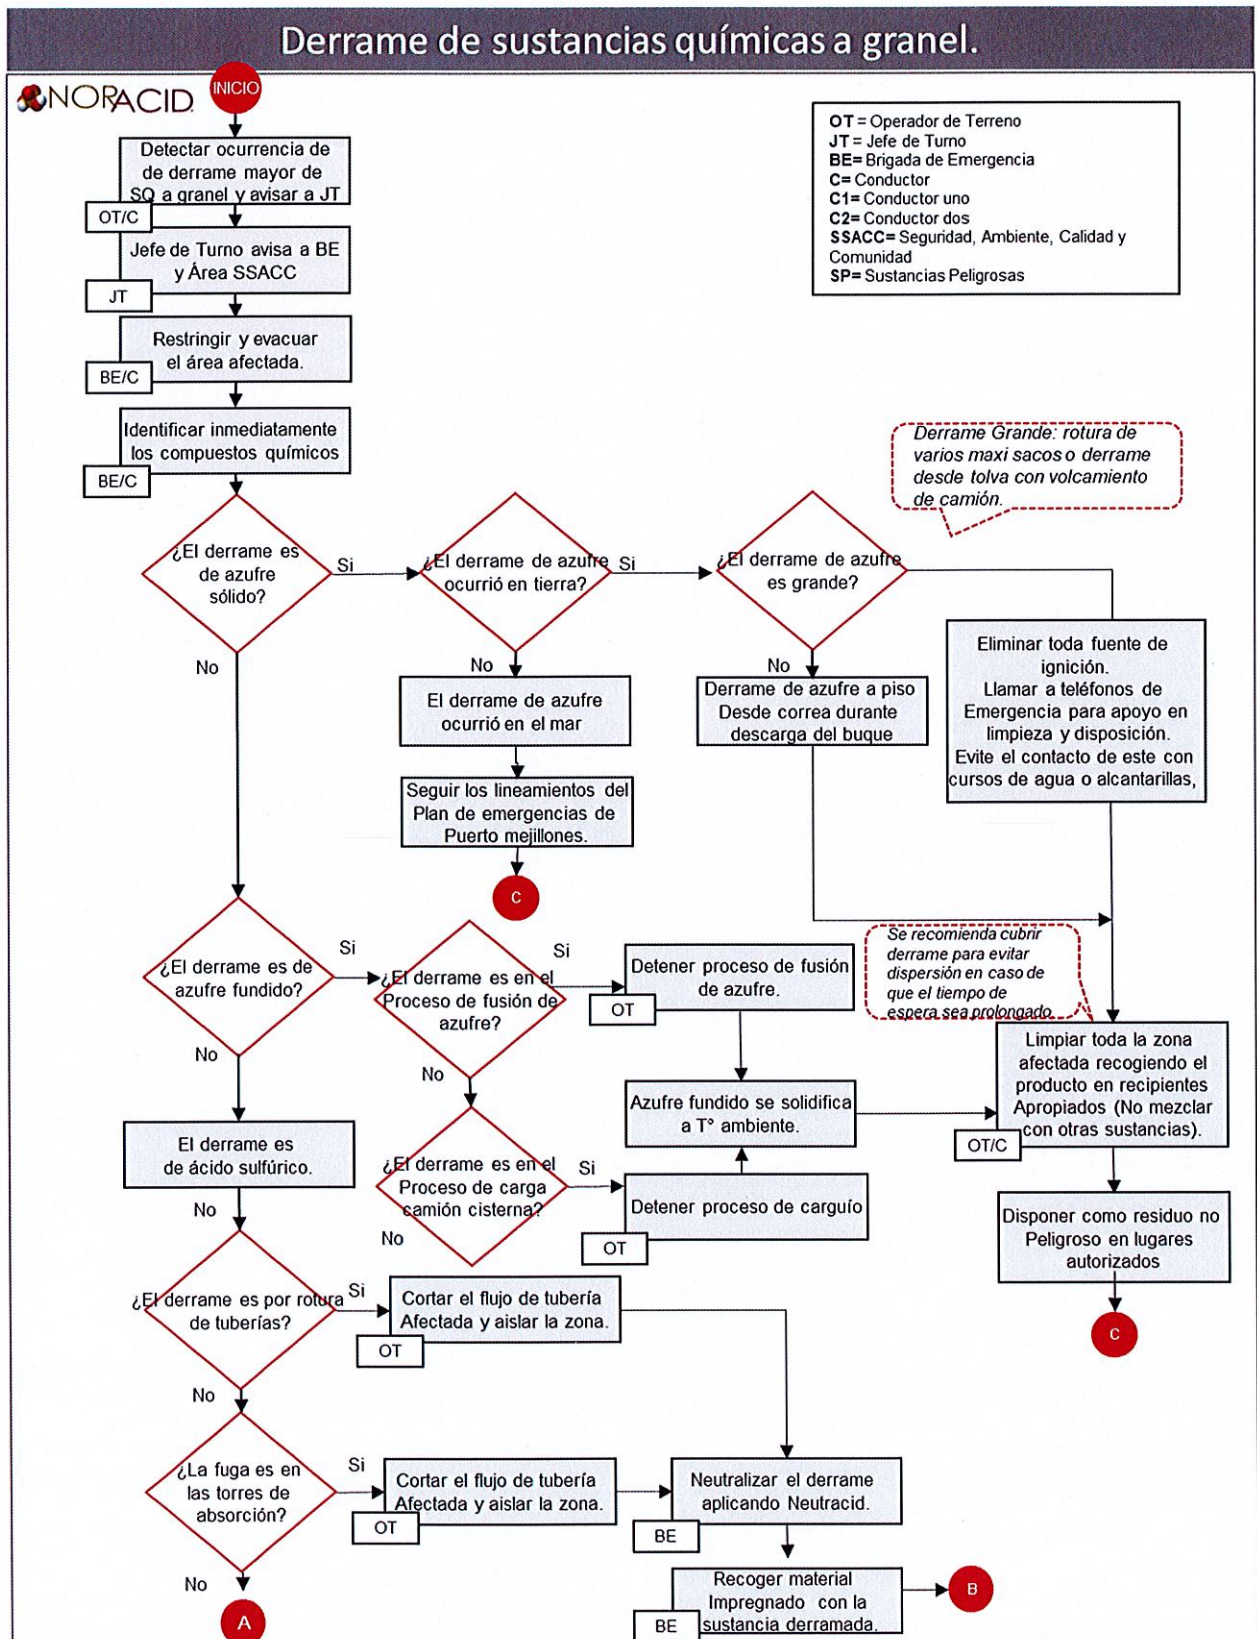 Derrame de sustancias químicas a granel.
NORACID
INICIO
OT = Operador de Terreno
JT = Jefe de Turno
BE= Brigada de Emergencia
C= Conductor
C1= Conductor uno
C2= Conductor dos
SSACC= Seguridad, Ambiente, Calidad y
Comunidad
SP= Sustancias Peligrosas
Detectar ocurrencia de
de derrame mayor de
SQ a granel y avisar a JT
OT/C
Jefe de Turno avisa a BE
y Área SSACC
JT
Restringir y evacuar
el área afectada.
BE/C
Identificar inmediatamente
los compuestos químicos
BE/C
Derrame Grande: rotura de
varios maxi sacos o derrame
desde tolva con volcamiento
de camión.
¿El derrame es
de azufre
sólido?
Si
¿El derrame de azufre
ocurrió en tierra?
Si
¿El derrame de azufre
es grande?
No
No
No
El derrame de azufre
ocurrió en el mar
Derrame de azufre a piso
Desde correa durante
descarga del buque
Eliminar toda fuente de
ignición.
Llamar a teléfonos de
Emergencia para apoyo en
limpieza y disposición.
Evite el contacto de este con
cursos de agua o alcantarillas,
Seguir los lineamientos del
Plan de emergencias de
Puerto mejillones.
C
¿El derrame es de
azufre fundido?
Si
¿El derrame es en el
Proceso de fusión de
azufre?
Si
Detener proceso de fusión
de azufre.
OT
Se recomienda cubrir
derrame para evitar
dispersión en caso de
que el tiempo de
espera sea prolongado
No
No
Limpiar toda la zona
afectada recogiendo el
producto en recipientes
Apropiados (No mezclar
con otras sustancias).
OT/C
Azufre fundido se solidifica
a T° ambiente.
El derrame es
de ácido sulfúrico.
No
¿El derrame es en el
Proceso de carga
camión cisterna?
Si
No
Detener proceso de carguío
OT
Disponer como residuo no
Peligroso en lugares
autorizados
C
¿El derrame es por rotura
de tuberías?
Si
Cortar el flujo de tubería
Afectada y aislar la zona.
OT
No
¿La fuga es en
las torres de
absorción?
Si
Cortar el flujo de tubería
Afectada y aislar la zona.
OT
Neutralizar el derrame
aplicando Neutracid.
BE
No
A
Recoger material
Impregnado con la
sustancia derramada.
BE
B